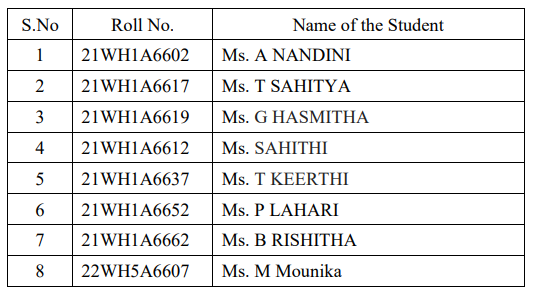 S.No Roll No. Name of the Student
1 21WH1A6602 Ms. A NANDINI
2 21WH1A6617 Ms. T SAHITYA
3 21WH1A6619 Ms. G HASMITHA
4 21WH1A6612 Ms. SAHITHI
5 21WH1A6637 Ms. T KEERTHI
6 21WH1A6652 Ms. P LAHARI
7 21WH1A6662 Ms. B RISHITHA
8 22WH5A6607 Ms. M Mounika